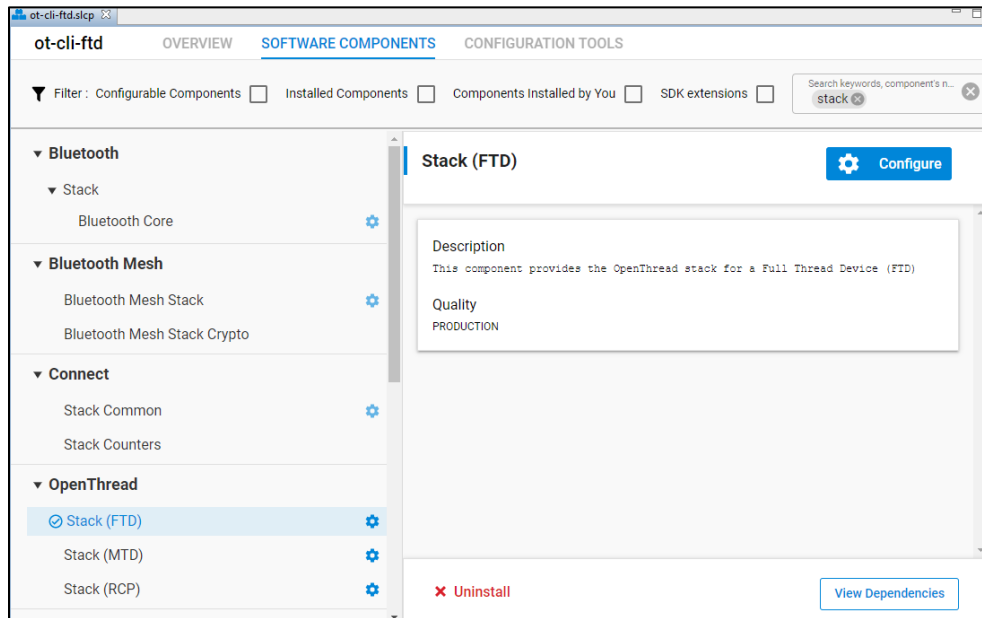 ot-cli-ftd.slcp
ot-cli-ftd OVERVIEW SOFTWARE COMPONENTS CONFIGURATION TOOLS
Filter : Configurable Components Installed Components Components Installed by You SDK extensions
Search keywords, component's n...
stack
Bluetooth
Stack
Bluetooth Core
Bluetooth Mesh
Bluetooth Mesh Stack
Bluetooth Mesh Stack Crypto
Connect
Stack Common
Stack Counters
OpenThread
Stack (FTD)
Stack (MTD)
Stack (RCP)
Stack (FTD)
Configure
Description
This component provides the OpenThread stack for a Full Thread Device (FTD)
Quality
PRODUCTION
Uninstall
View Dependencies